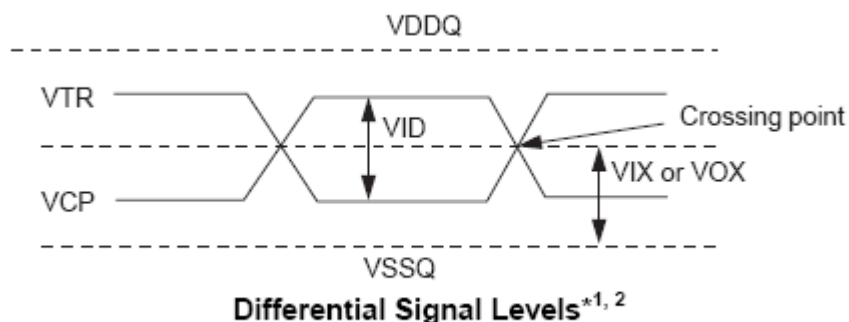 VDDQ
VTR
VID
Crossing point
VIX or VOX
VCP
VSSQ
Differential Signal Levels*1, 2